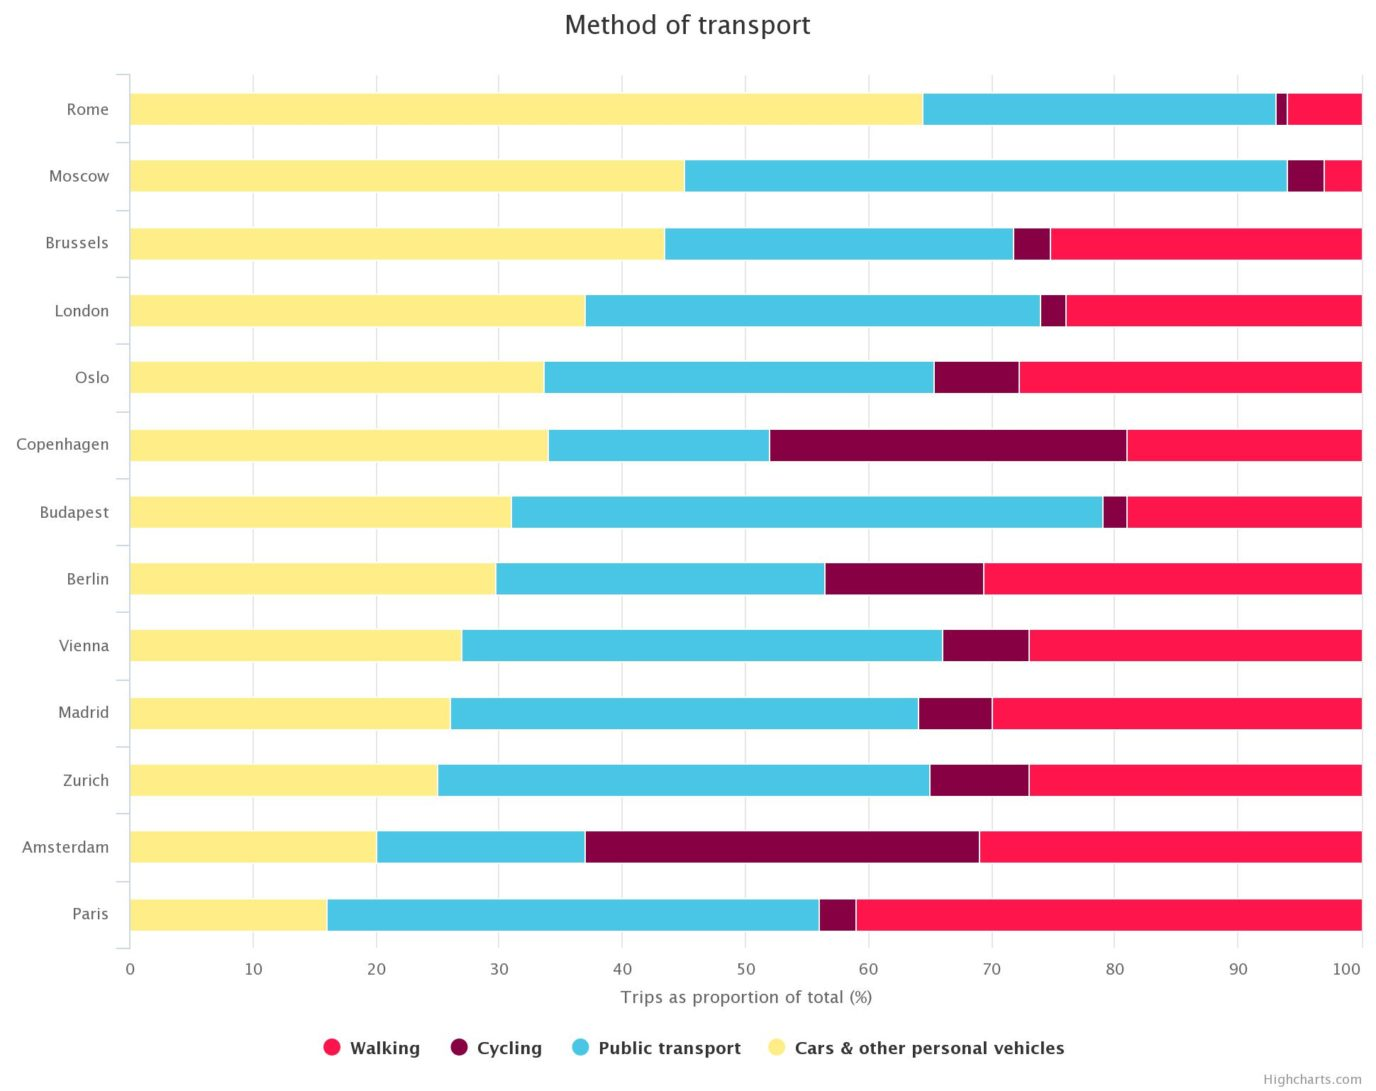 Method of transport
Rome
Moscow
Brussels
London
Oslo
Copenhagen
Budapest
Berlin
Vienna
Madrid
Zurich
Amsterdam
Paris
0 10 20 30 40 50 60 70 80 90 100
Trips as proportion of total (%)
Walking Cycling Public transport Cars & other personal vehicles
Highcharts.com